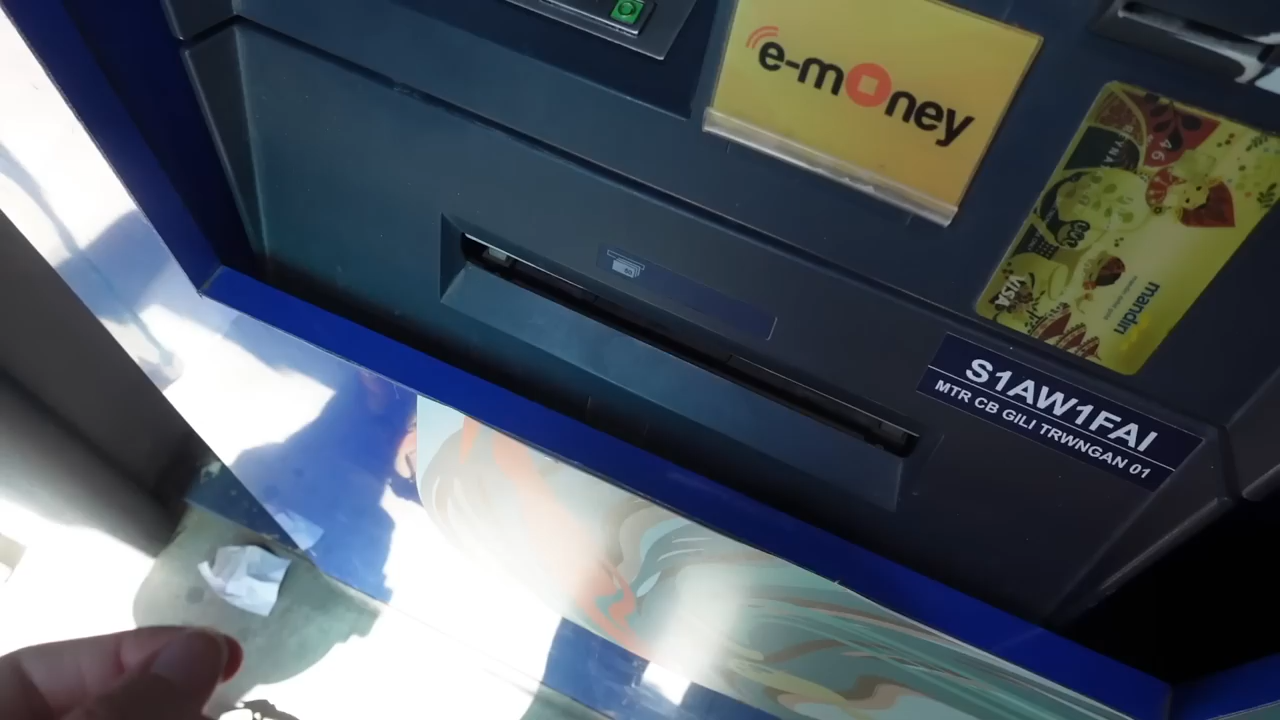 e-money
mandiri
VISA
S1AW1FAI
MTR CB GILI TRWNGAN 01